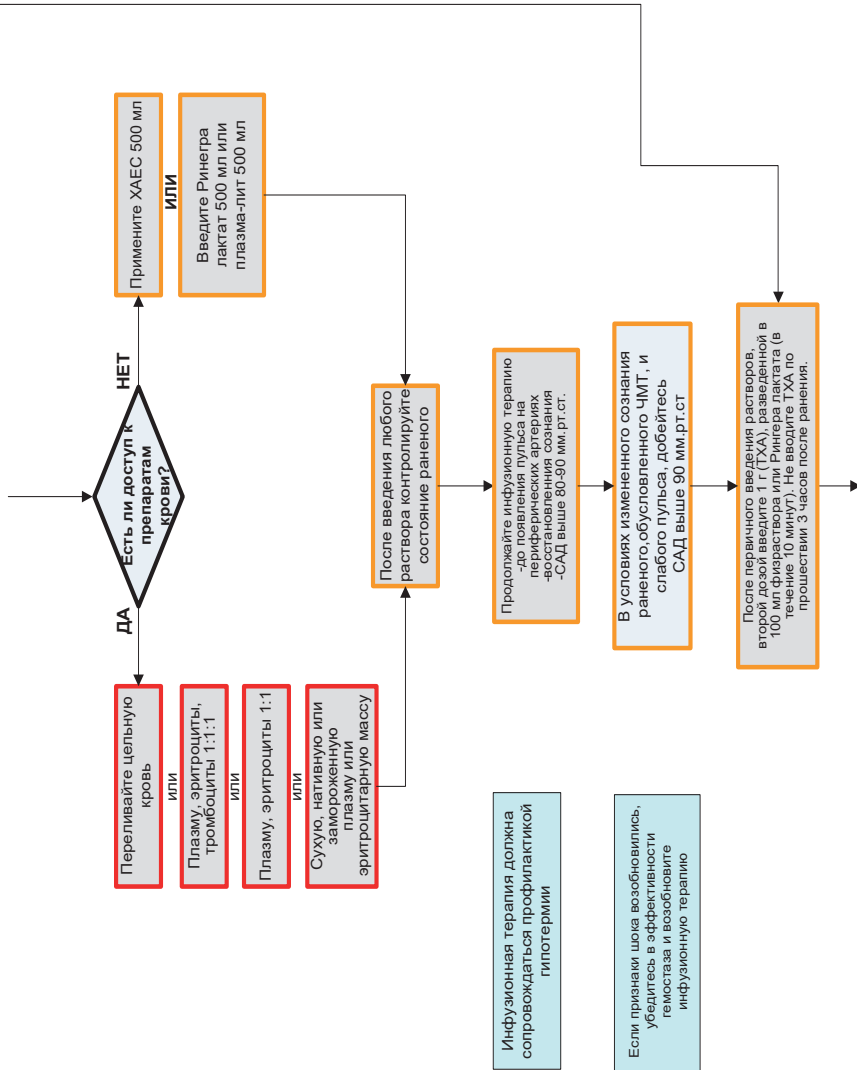 Есть ли доступ к
препаратам
крови?
ДА
НЕТ
Переливайте цельную
кровь
или
Плазму, эритроциты,
тромбоциты 1:1:1
или
Плазму, эритроциты 1:1
или
Сухую, нативную или
замороженную
плазму или
эритроцитарную массу
Примените ХАЕС 500 мл
ИЛИ
Введите Ринегра
лактат 500 мл или
плазма-лит 500 мл
После введения любого
раствора контролируйте
состояние раненого
Продолжайте инфузионную терапию
-до появления пульса на
периферических артериях
-восстановленния сознания
-САД выше 80-90 мм.рт.ст.
В условиях измененного сознания
раненого,обусловленного ЧМТ, и
слабого пульса, добейтесь
САД выше 90 мм.рт.ст
После первичного введения растворов,
второй дозой введите 1 г (ТХА), разведенной в
100 мл физраствора или Рингера лактата (в
течение 10 минут). Не вводите ТХА по
прошествии 3 часов после ранения.
Инфузионная терапия должна
сопровождаться профилактикой
гипотермии
Если признаки шока возобновились,
убедитесь в эффективности
гемостаза и возобновите
инфузионную терапию